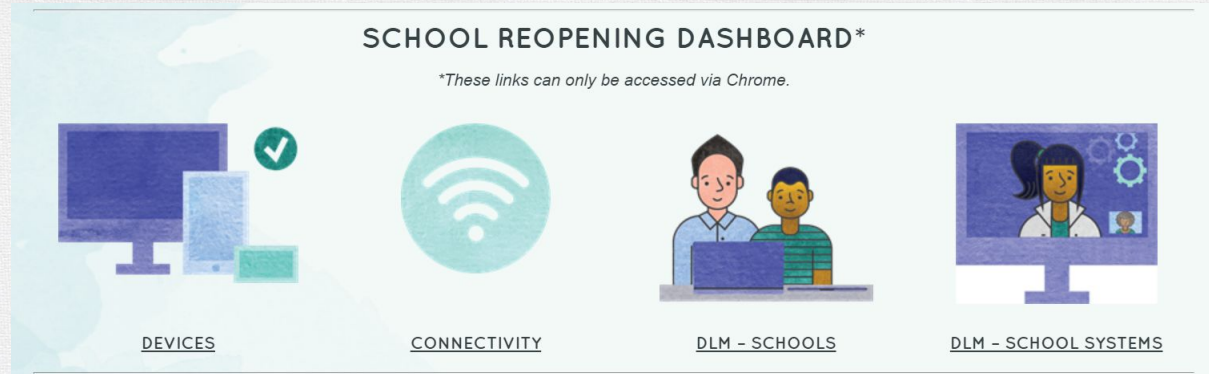 SCHOOL REOPENING DASHBOARD*
*These links can only be accessed via Chrome.
DEVICES
CONNECTIVITY
DLM – SCHOOLS
DLM – SCHOOL SYSTEMS